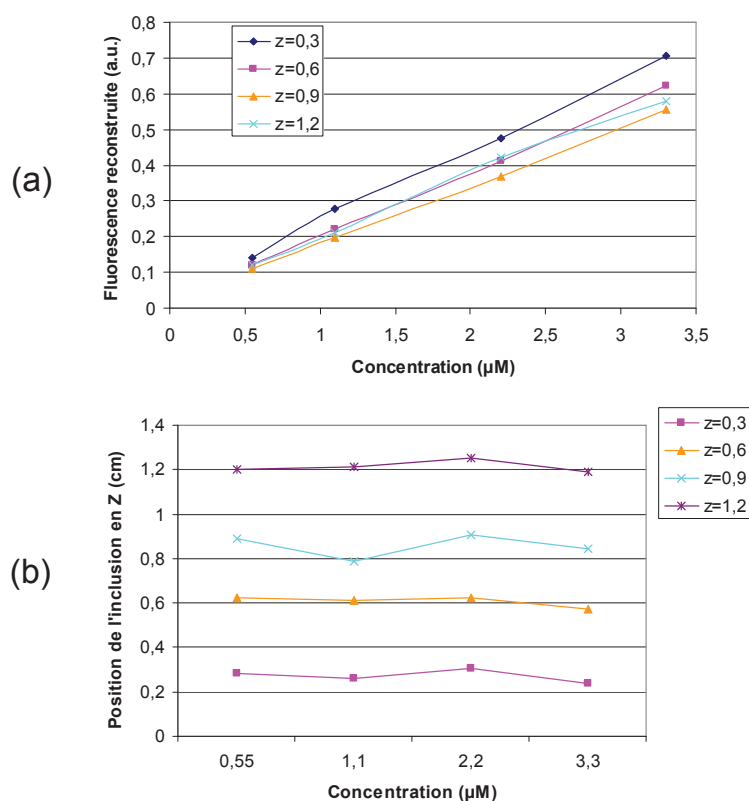 (a)
Fluorescence reconstruite (a.u.)
0,8
0,7
0,6
0,5
0,4
0,3
0,2
0,1
0
z=0,3
z=0,6
z=0,9
z=1,2
0 0,5 1 1,5 2 2,5 3 3,5
Concentration (µM)
(b)
Position de l'inclusion en Z (cm)
1,4
1,2
1
0,8
0,6
0,4
0,2
0
z=0,3
z=0,6
z=0,9
z=1,2
0,55 1,1 2,2 3,3
Concentration (µM)